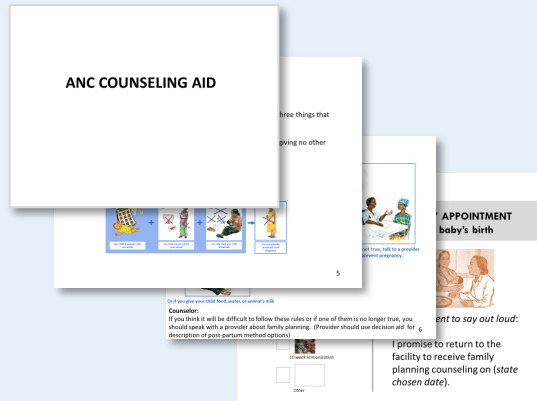 ANC COUNSELING AID
hree things that
giving no other
5
not true, talk to a provider
prevent pregnancy.
Q) If you give your child food, water, or animal's milk
Counselor:
If you think it will be difficult to follow these rules or if one of them is no longer true, you
should speak with a provider about family planning. (Provider should use decision aid for
description of post-partum method options)
6
APPOINTMENT
baby's birth
ent to say out loud:
I promise to return to the
facility to receive family
planning counseling on (state
chosen date).
10 week immunization
Other